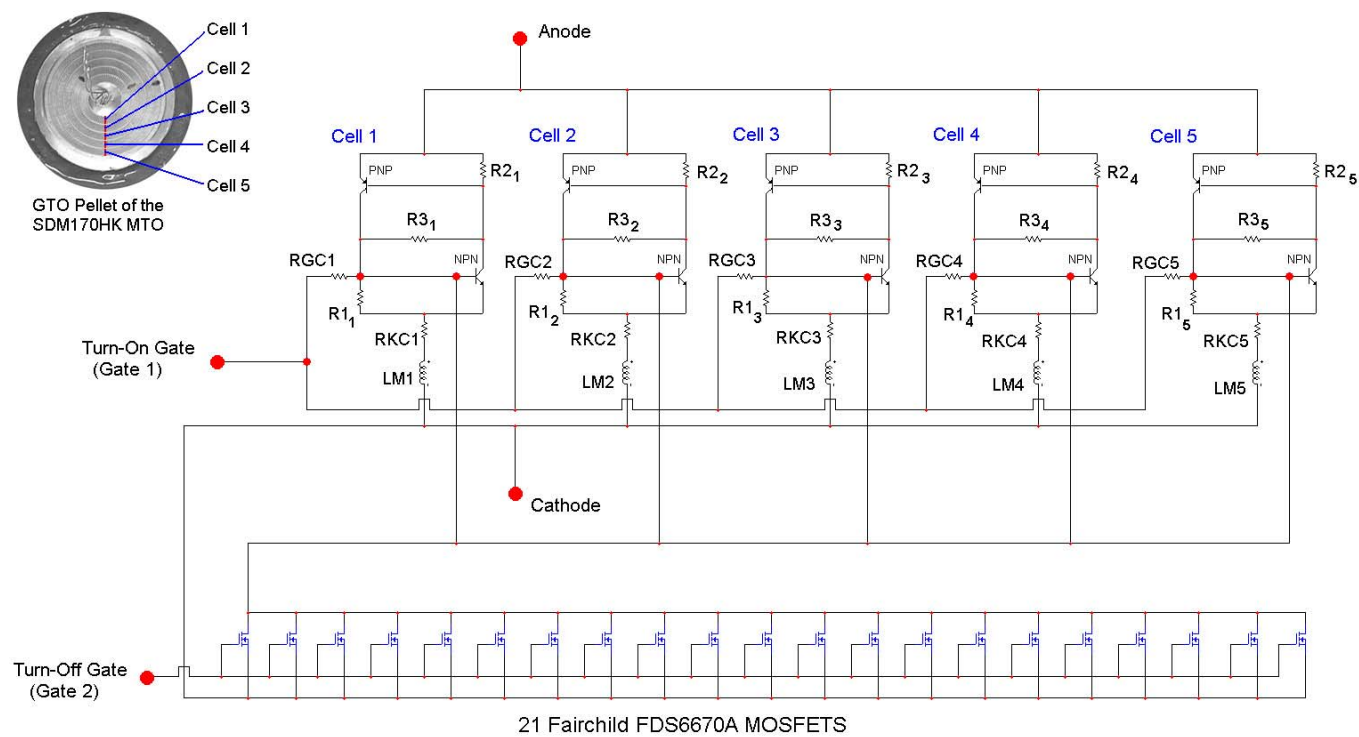 Cell 1
Cell 2
Cell 3
Cell 4
Cell 5
GTO Pellet of the
SDM170HK MTO
Anode
Cell 1
Cell 2
Cell 3
Cell 4
Cell 5
PNP
R2₁
PNP
R2₂
PNP
R2₃
PNP
R2₄
PNP
R2₅
R3₁
R3₂
R3₃
R3₄
R3₅
RGC1
NPN
RGC2
NPN
RGC3
NPN
RGC4
NPN
RGC5
NPN
R1₁
R1₂
R1₃
R1₄
R1₅
RKC1
RKC2
RKC3
RKC4
RKC5
Turn-On Gate
(Gate 1)
LM1
LM2
LM3
LM4
LM5
Cathode
Turn-Off Gate
(Gate 2)
21 Fairchild FDS6670A MOSFETS